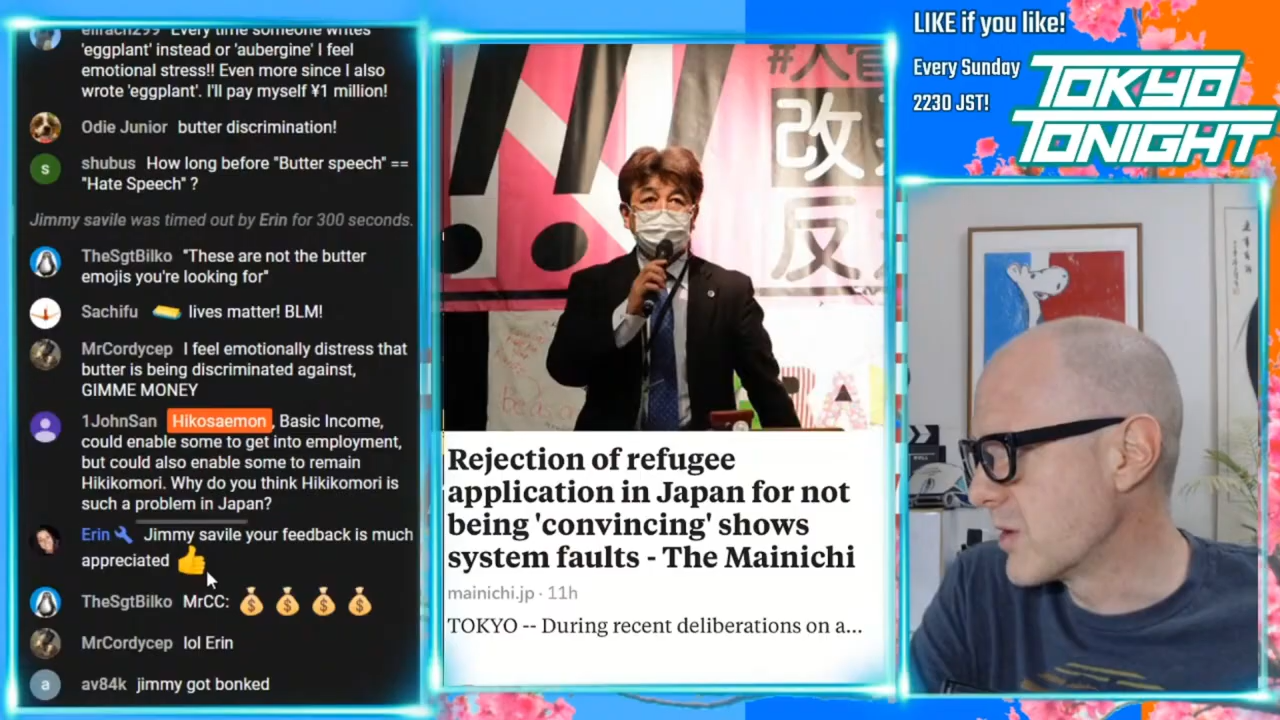 elfrach299 Every time someone writes
'eggplant' instead or 'aubergine' I feel
emotional stress!! Even more since I also
wrote 'eggplant'. I'll pay myself ¥1 million!
Odie Junior butter discrimination!
s
shubus How long before "Butter speech" ==
"Hate Speech" ?
Jimmy savile was timed out by Erin for 300 seconds.
TheSgtBilko "These are not the butter
emojis you're looking for"
Sachifu 🧈 lives matter! BLM!
MrCordycep I feel emotionally distress that
butter is being discriminated against,
GIMME MONEY
1JohnSan Hikosaemon , Basic Income,
could enable some to get into employment,
but could also enable some to remain
Hikikomori. Why do you think Hikikomori is
such a problem in Japan?
Erin 🔧 Jimmy savile your feedback is much
appreciated 👍
TheSgtBilko MrCC: 💰 💰 💰 💰
MrCordycep lol Erin
a
av84k jimmy got bonked
!!!
改
反
Rejection of refugee
application in Japan for not
being 'convincing' shows
system faults - The Mainichi
mainichi.jp · 11h
TOKYO -- During recent deliberations on a...
LIKE if you like!
Every Sunday
2230 JST!
TOKYO
TONIGHT